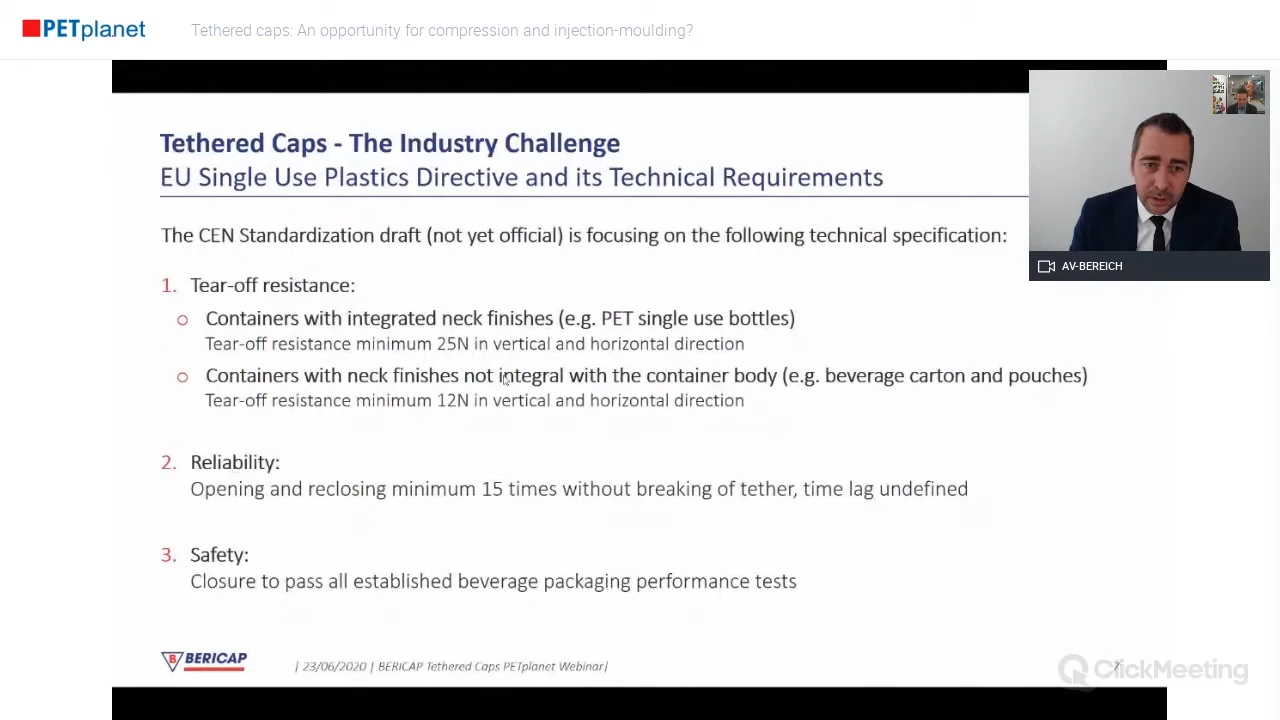 PETplanet
Tethered caps: An opportunity for compression and injection-moulding?
AV-BEREICH
Tethered Caps - The Industry Challenge
EU Single Use Plastics Directive and its Technical Requirements
The CEN Standardization draft (not yet official) is focusing on the following technical specification:
1. Tear-off resistance:
Containers with integrated neck finishes (e.g. PET single use bottles)
Tear-off resistance minimum 25N in vertical and horizontal direction
Containers with neck finishes not integral with the container body (e.g. beverage carton and pouches)
Tear-off resistance minimum 12N in vertical and horizontal direction
2. Reliability:
Opening and reclosing minimum 15 times without breaking of tether, time lag undefined
3. Safety:
Closure to pass all established beverage packaging performance tests
B BERICAP
| 23/06/2020 | BERICAP Tethered Caps PETplanet Webinar|
7
ClickMeeting